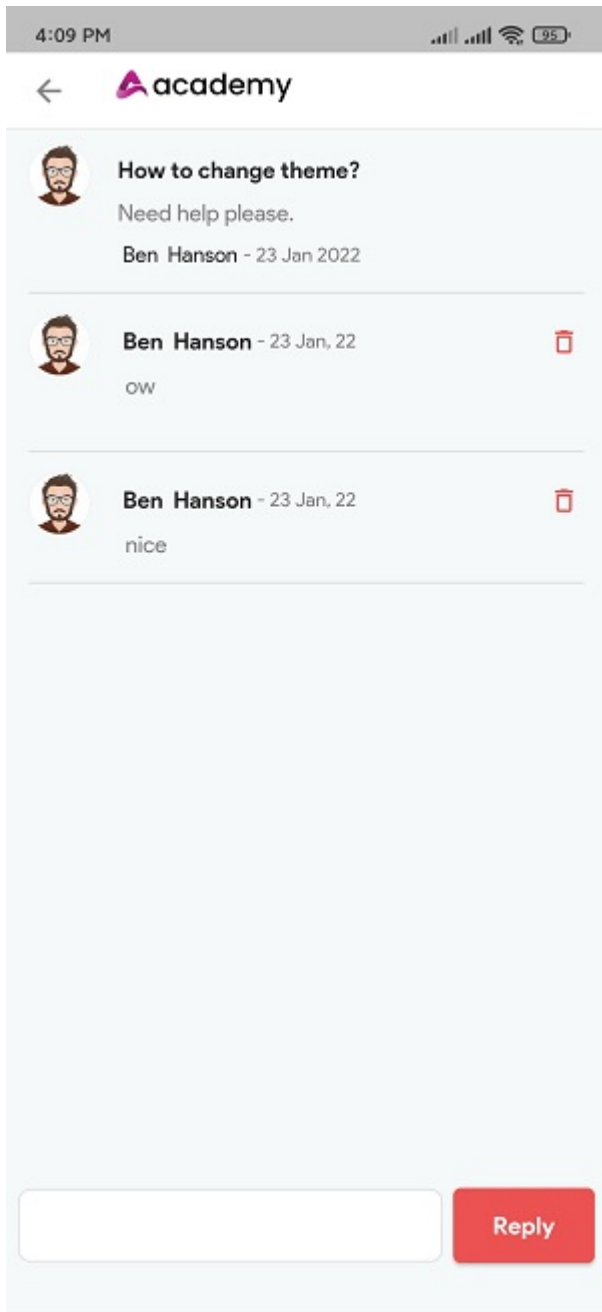 4:09 PM 95
academy
How to change theme?
Need help please.
Ben Hanson - 23 Jan 2022
Ben Hanson - 23 Jan, 22
ow
Ben Hanson - 23 Jan, 22
nice
Reply